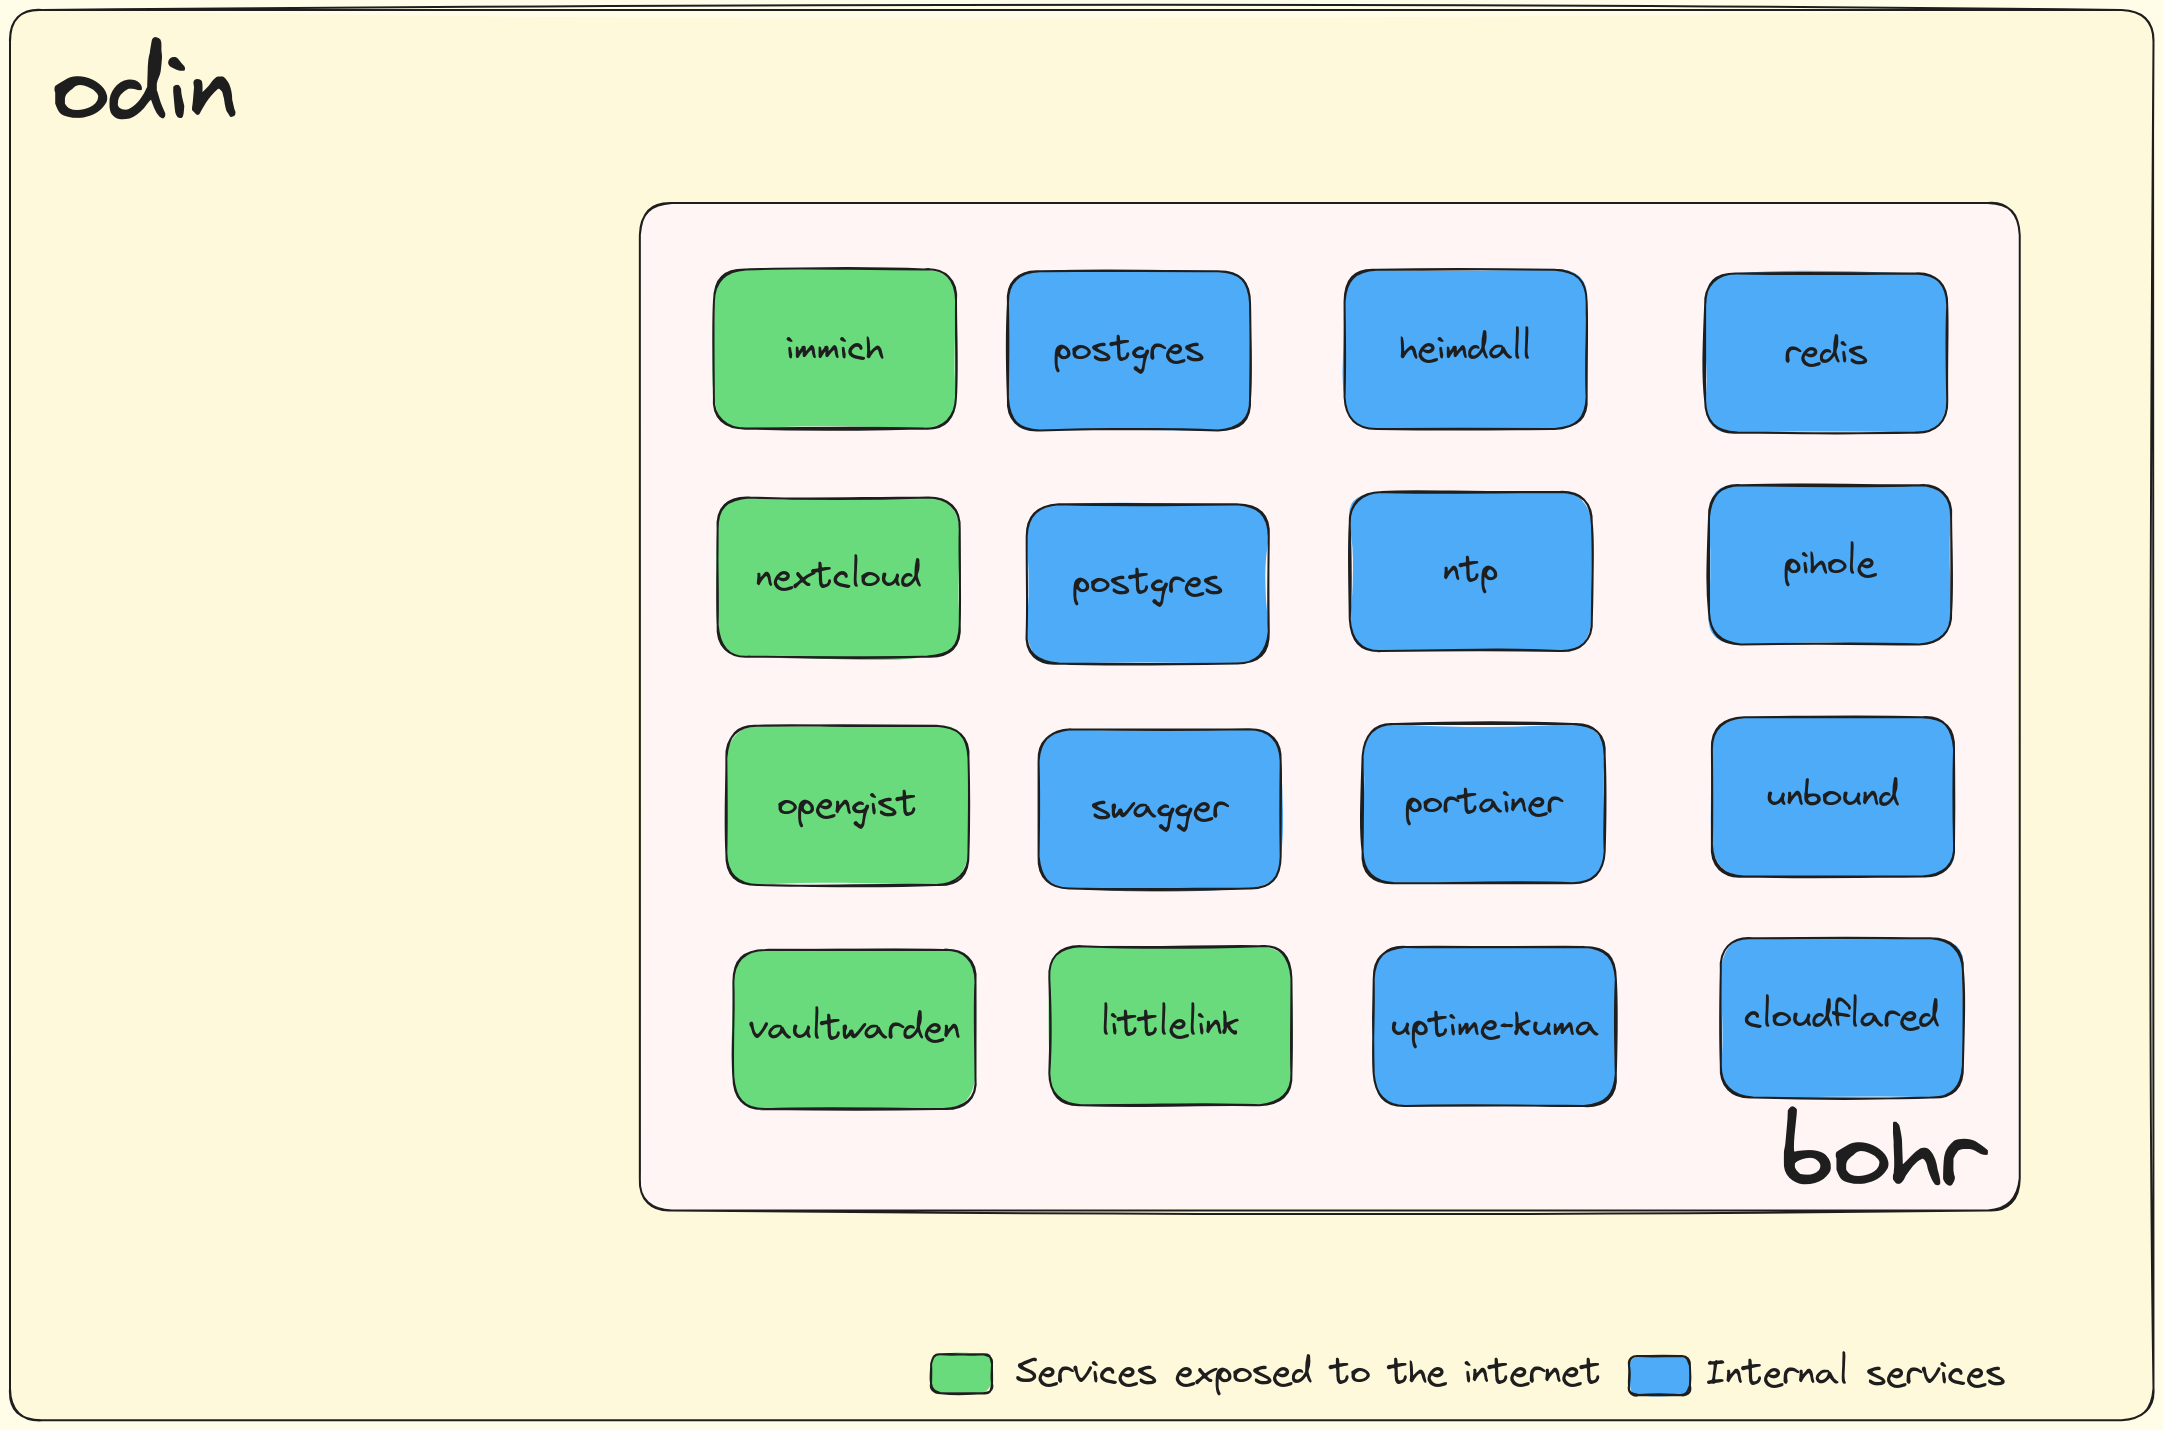 odin
immich
postgres
heimdall
redis
nextcloud
postgres
ntp
pihole
opengist
swagger
portainer
unbound
vaultwarden
littlelink
uptime-kuma
cloudflared
bohr
Services exposed to the internet
Internal services